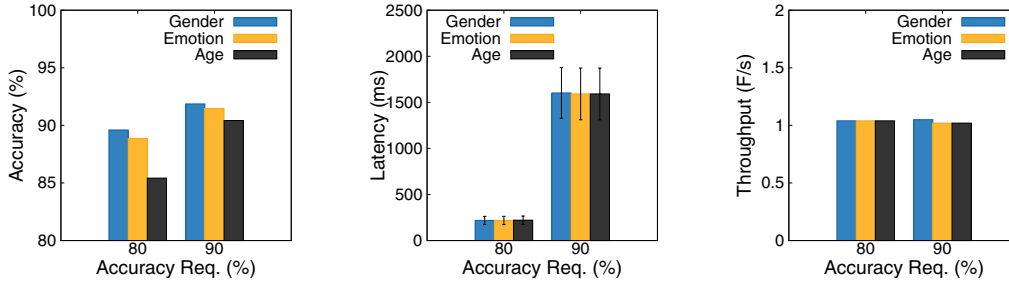 Accuracy (%)
100
95
90
85
80
Gender
Emotion
Age
80
90
Accuracy Req. (%)
Latency (ms)
2500
2000
1500
1000
500
0
Gender
Emotion
Age
80
90
Accuracy Req. (%)
Throughput (F/s)
2
1.5
1
0.5
0
Gender
Emotion
Age
80
90
Accuracy Req. (%)